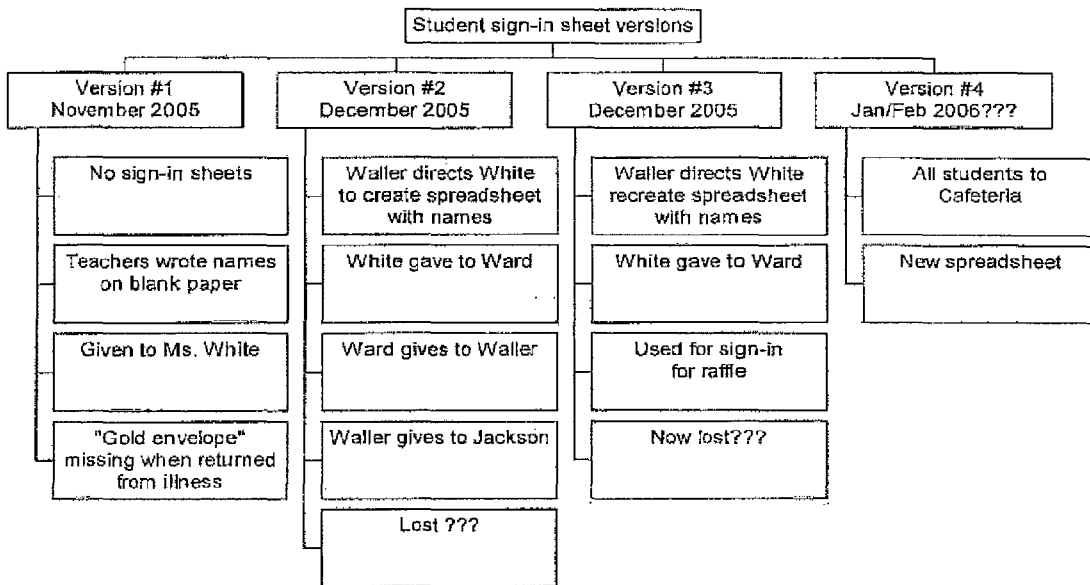 Student sign-in sheet versions
Version #1
November 2005
No sign-in sheets
Teachers wrote names
on blank paper
Given to Ms. White
"Gold envelope"
missing when returned
from illness
Version #2
December 2005
Waller directs White
to create spreadsheet
with names
White gave to Ward
Ward gives to Waller
Waller gives to Jackson
Lost ???
Version #3
December 2005
Waller directs White
recreate spreadsheet
with names
White gave to Ward
Used for sign-in
for raffle
Now lost???
Version #4
Jan/Feb 2006???
All students to
Cafeteria
New spreadsheet